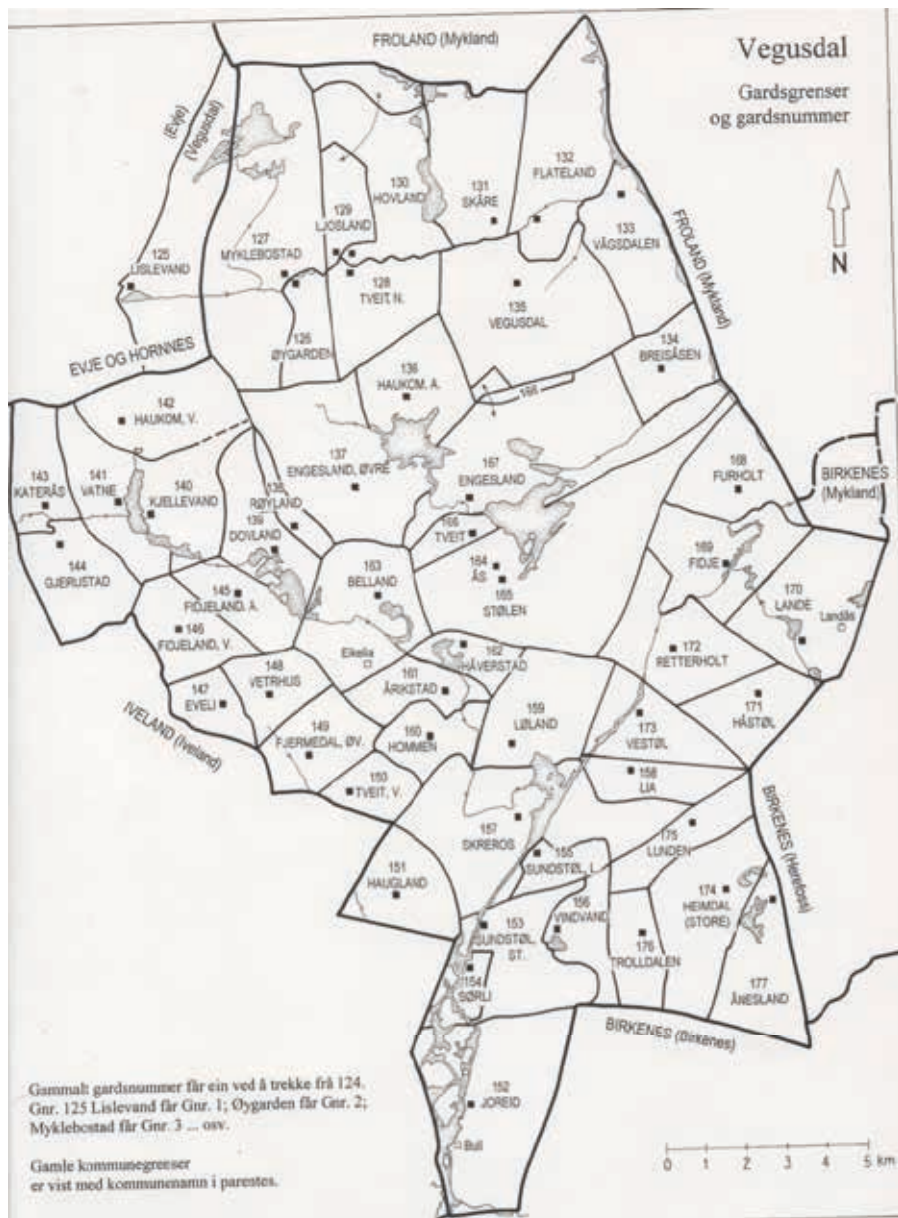 Vegusdal
Gardsgrenser
og gardsnummer
N
FROLAND (Mykland)
(Evje)
(Vegusdal)
132
FLATELAND
130
HOVLAND
131
SKÅRE
129
LJOSLAND
133
VÅGSDALEN
FROLAND (Mykland)
125
LISLEVAND
127
MYKLEBOSTAD
128
TVEIT, N.
135
VEGUSDAL
126
ØYGARDEN
134
BREISÅSEN
EVJE OG HORNNES
136
HAUKOM, A.
166
142
HAUKOM, V.
137
ENGESLAND, ØVRE
167
ENGESLAND
168
FURHOLT
BIRKENES
(Mykland)
143
KATERÅS
141
VATNE
140
KJELLEVAND
138
RØYLAND
139
DOVLAND
166
TVEIT
169
FIDJE
144
GJERUSTAD
163
BELLAND
164
ÅS
165
STØLEN
170
LANDE
Landås
145
FIDJELAND, A.
146
FIDJELAND, V.
172
RETTERHOLT
162
HÅVERSTAD
Eikelia
148
VETRHUS
147
EVELI
161
ÅRIKSTAD
159
LØLAND
171
HÅSTØL
173
VESTØL
IVELAND (Iveland)
149
FJERMEDAL, ØV.
160
HOMMEN
158
LIA
150
TVEIT, V.
157
SKREROS
BIRKENES (Herefoss)
175
LUNDEN
155
SUNDSTØL, I.
151
HAUGLAND
174
HEIMDAL
(STORE)
156
VINDVAND
153
SUNDSTØL,
ST.
176
TROLLDALEN
154
SØRLI
177
ÅNESLAND
BIRKENES (Birkenes)
152
JOREID
Bull
Gammalt gardsnummer får ein ved å trekke frå 124.
Gnr. 125 Lislevand får Gnr. 1; Øygarden får Gnr. 2;
Myklebostad får Gnr. 3 ... osv.
Gamle kommunegrenser
er vist med kommunenamn i parentes.
0 1 2 3 4 5 km